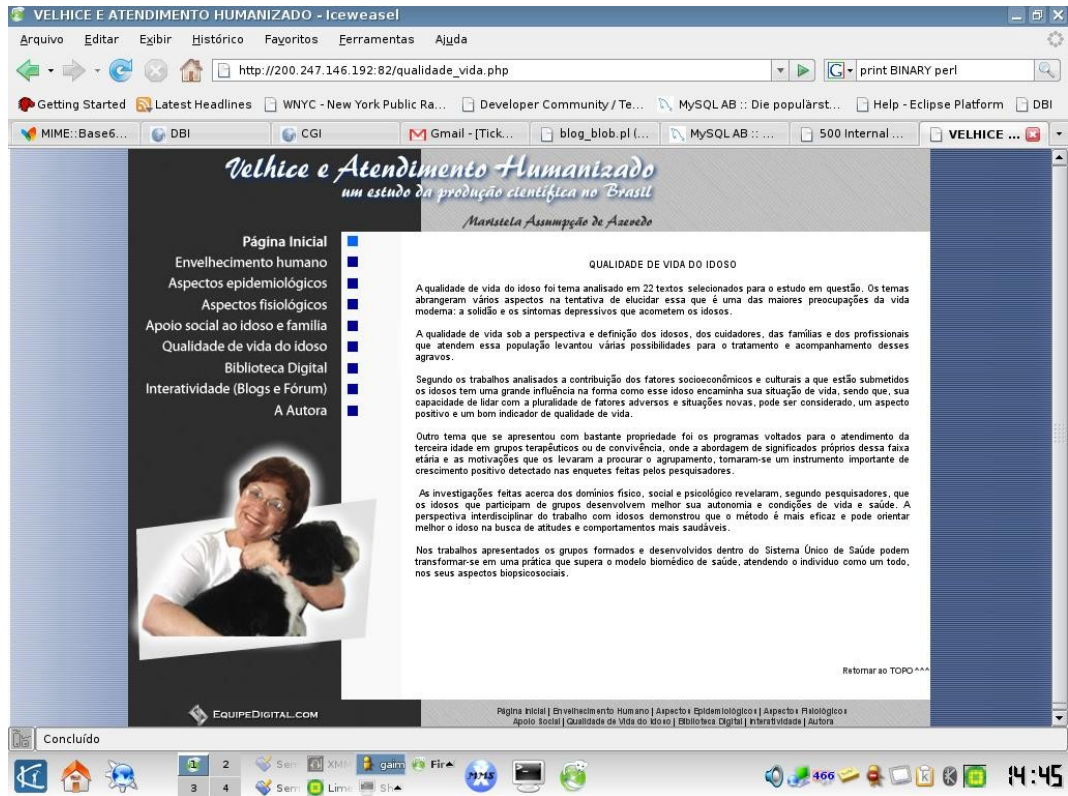 VELHICE E ATENDIMENTO HUMANIZADO - Iceweasel
Arquivo Editar Exibir Histórico Favoritos Ferramentas Ajuda
http://200.247.146.192:82/qualidade_vida.php
print BINARY perl
Getting Started Latest Headlines WNYC - New York Public Ra... Developer Community / Te... MySQL AB :: Die populärst... Help - Eclipse Platform DBI
MIME::Base6... DBI CGI Gmail - [Tick... blog_blob.pl (... MySQL AB :: ... 500 Internal ... VELHICE ...
Velhice e Atendimento Humanizado
um estudo da produção científica no Brasil
Maristela Assumpção de Azevedo
Página Inicial
Envelhecimento humano
Aspectos epidemiológicos
Aspectos fisiológicos
Apoio social ao idoso e família
Qualidade de vida do idoso
Biblioteca Digital
Interatividade (Blogs e Fórum)
A Autora
QUALIDADE DE VIDA DO IDOSO
A qualidade de vida do idoso foi tema analisado em 22 textos selecionados para o estudo em questão. Os temas
abrangeram vários aspectos na tentativa de elucidar essa que é uma das maiores preocupações da vida
moderna: a solidão e os sintomas depressivos que acometem os idosos.
A qualidade de vida sob a perspectiva e definição dos idosos, dos cuidadores, das famílias e dos profissionais
que atendem essa população levantou várias possibilidades para o tratamento e acompanhamento desses
agravos.
Segundo os trabalhos analisados a contribuição dos fatores socioeconômicos e culturais a que estão submetidos
os idosos tem uma grande influência na forma como esse idoso encaminha sua situação de vida, sendo que, sua
capacidade de lidar com a pluralidade de fatores adversos e situações novas, pode ser considerado, um aspecto
positivo e um bom indicador de qualidade de vida.
Outro tema que se apresentou com bastante propriedade foi os programas voltados para o atendimento da
terceira idade em grupos terapêuticos ou de convivência, onde a abordagem de significados próprios dessa faixa
etária e as motivações que os levaram a procurar o agrupamento, tornaram-se um instrumento importante de
crescimento positivo detectado nas enquetes feitas pelos pesquisadores.
As investigações feitas acerca dos domínios físico, social e psicológico revelaram, segundo pesquisadores, que
os idosos que participam de grupos desenvolvem melhor sua autonomia e condições de vida e saúde. A
perspectiva interdisciplinar do trabalho com idosos demonstrou que o método é mais eficaz e pode orientar
melhor o idoso na busca de atitudes e comportamentos mais saudáveis.
Nos trabalhos apresentados os grupos formados e desenvolvidos dentro do Sistema Único de Saúde podem
transformar-se em uma prática que supera o modelo biomédico de saúde, atendendo o individuo como um todo,
nos seus aspectos biopsicosociais.
Retornar ao TOPO ^^^
EQUIPEDIGITAL.COM
Página Inicial | Envelhecimento Humano | Aspectos Epidemiológicos | Aspectos Fisiológicos
Apoio Social | Qualidade de Vida do Idoso | Biblioteca Digital | Interatividade | Autora
Concluído
1 2 Ser XMM gaim Fir
MMS
466
14:45
3 4 Sem Lime Sh